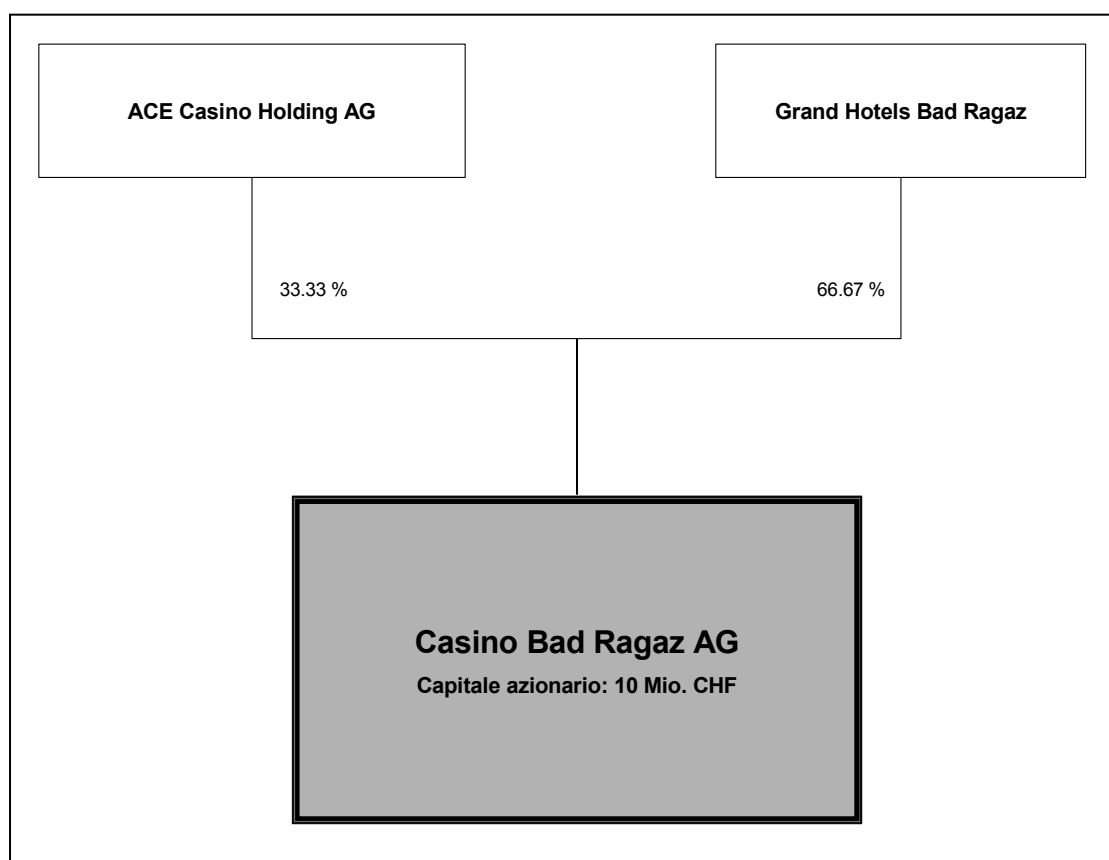 ACE Casino Holding AG
Grand Hotels Bad Ragaz
33.33 %
66.67 %
Casino Bad Ragaz AG
Capitale azionario: 10 Mio. CHF